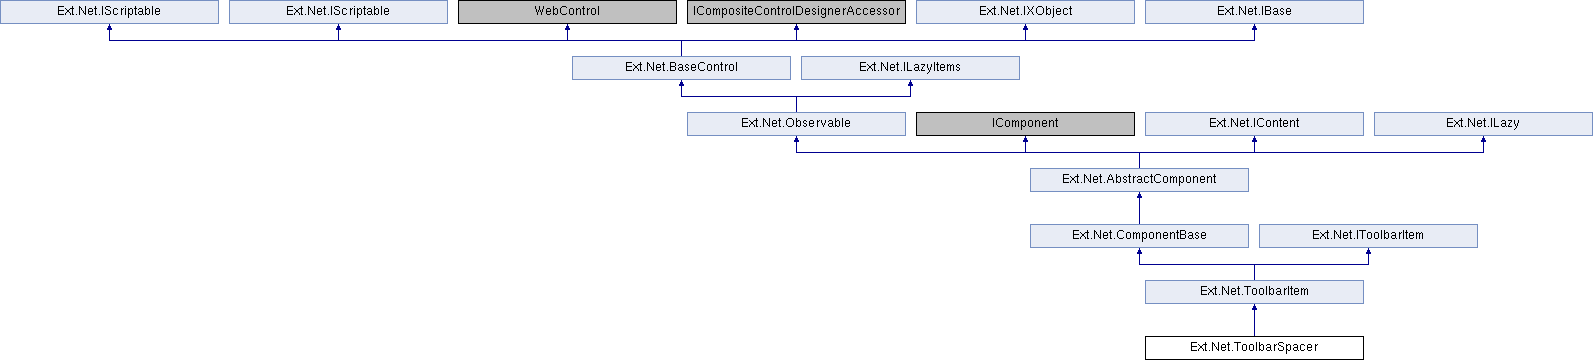 Ext.Net.IScriptable
Ext.Net.IScriptable
WebControl
ICompositeControlDesignerAccessor
Ext.Net.IXObject
Ext.Net.IBase
Ext.Net.BaseControl
Ext.Net.ILazyItems
Ext.Net.Observable
IComponent
Ext.Net.IContent
Ext.Net.ILazy
Ext.Net.AbstractComponent
Ext.Net.ComponentBase
Ext.Net.IToolbarItem
Ext.Net.ToolbarItem
Ext.Net.ToolbarSpacer